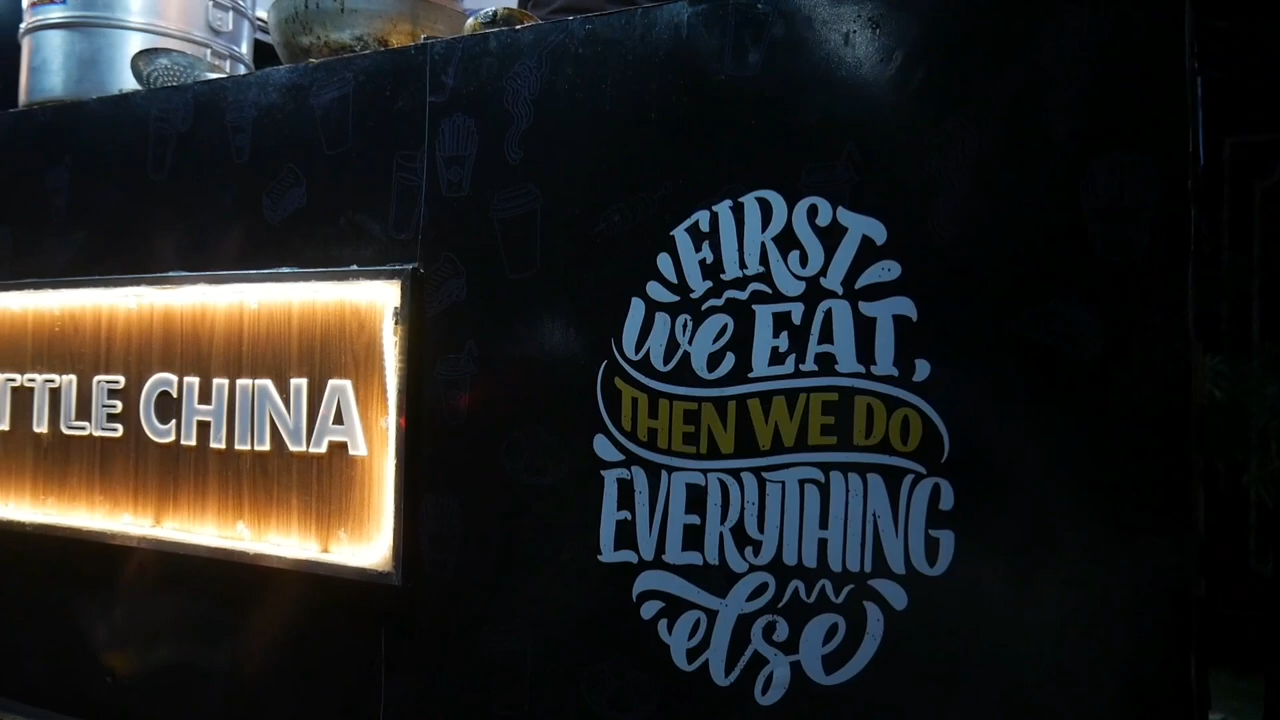 TTLE CHINA
FIRST
we EAT,
THEN WE DO
EVERYTHING
else